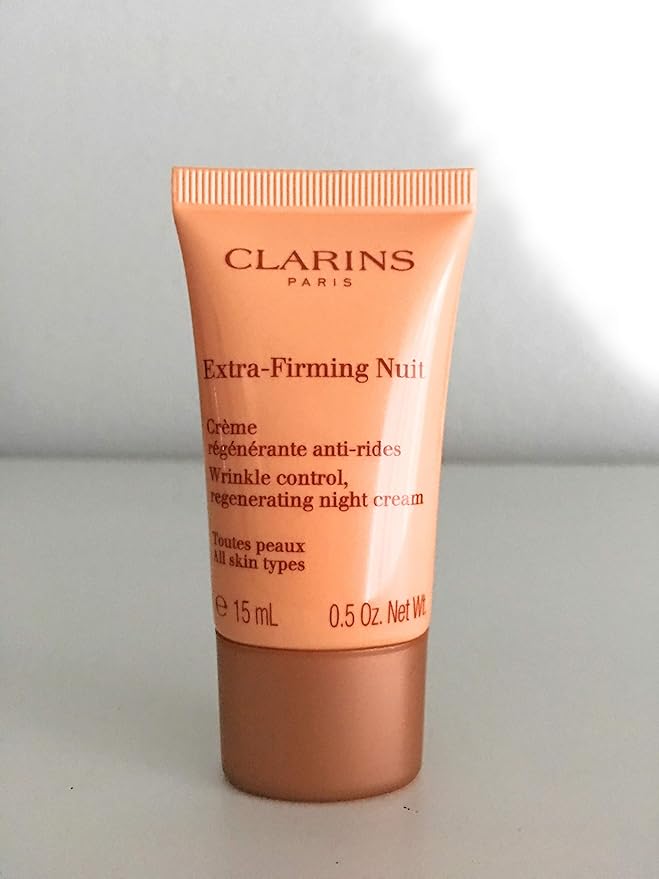 CLARINS
PARIS
Extra-Firming Nuit
Crème
régénérante anti-rides
Wrinkle control,
regenerating night cream
Toutes peaux
All skin types
℮ 15 mL 0.5 Oz. Net Wt.